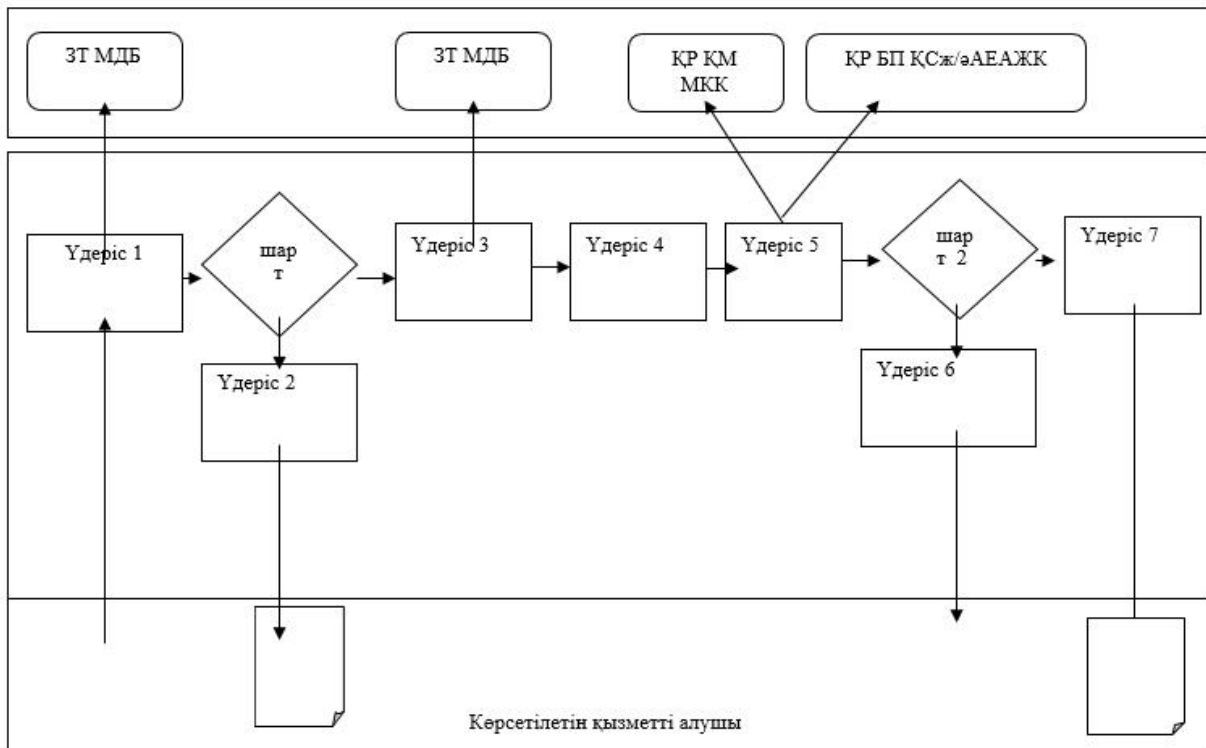 ЗТ МДБ
ЗТ МДБ
ҚР ҚМ
МКК
ҚР БП ҚСж/әАЕАЖК
Үдеріс 1
шар
т
Үдеріс 3
Үдеріс 4
Үдеріс 5
шар
т 2
Үдеріс 7
Үдеріс 2
Үдеріс 6
Көрсетілетін қызметті алушы